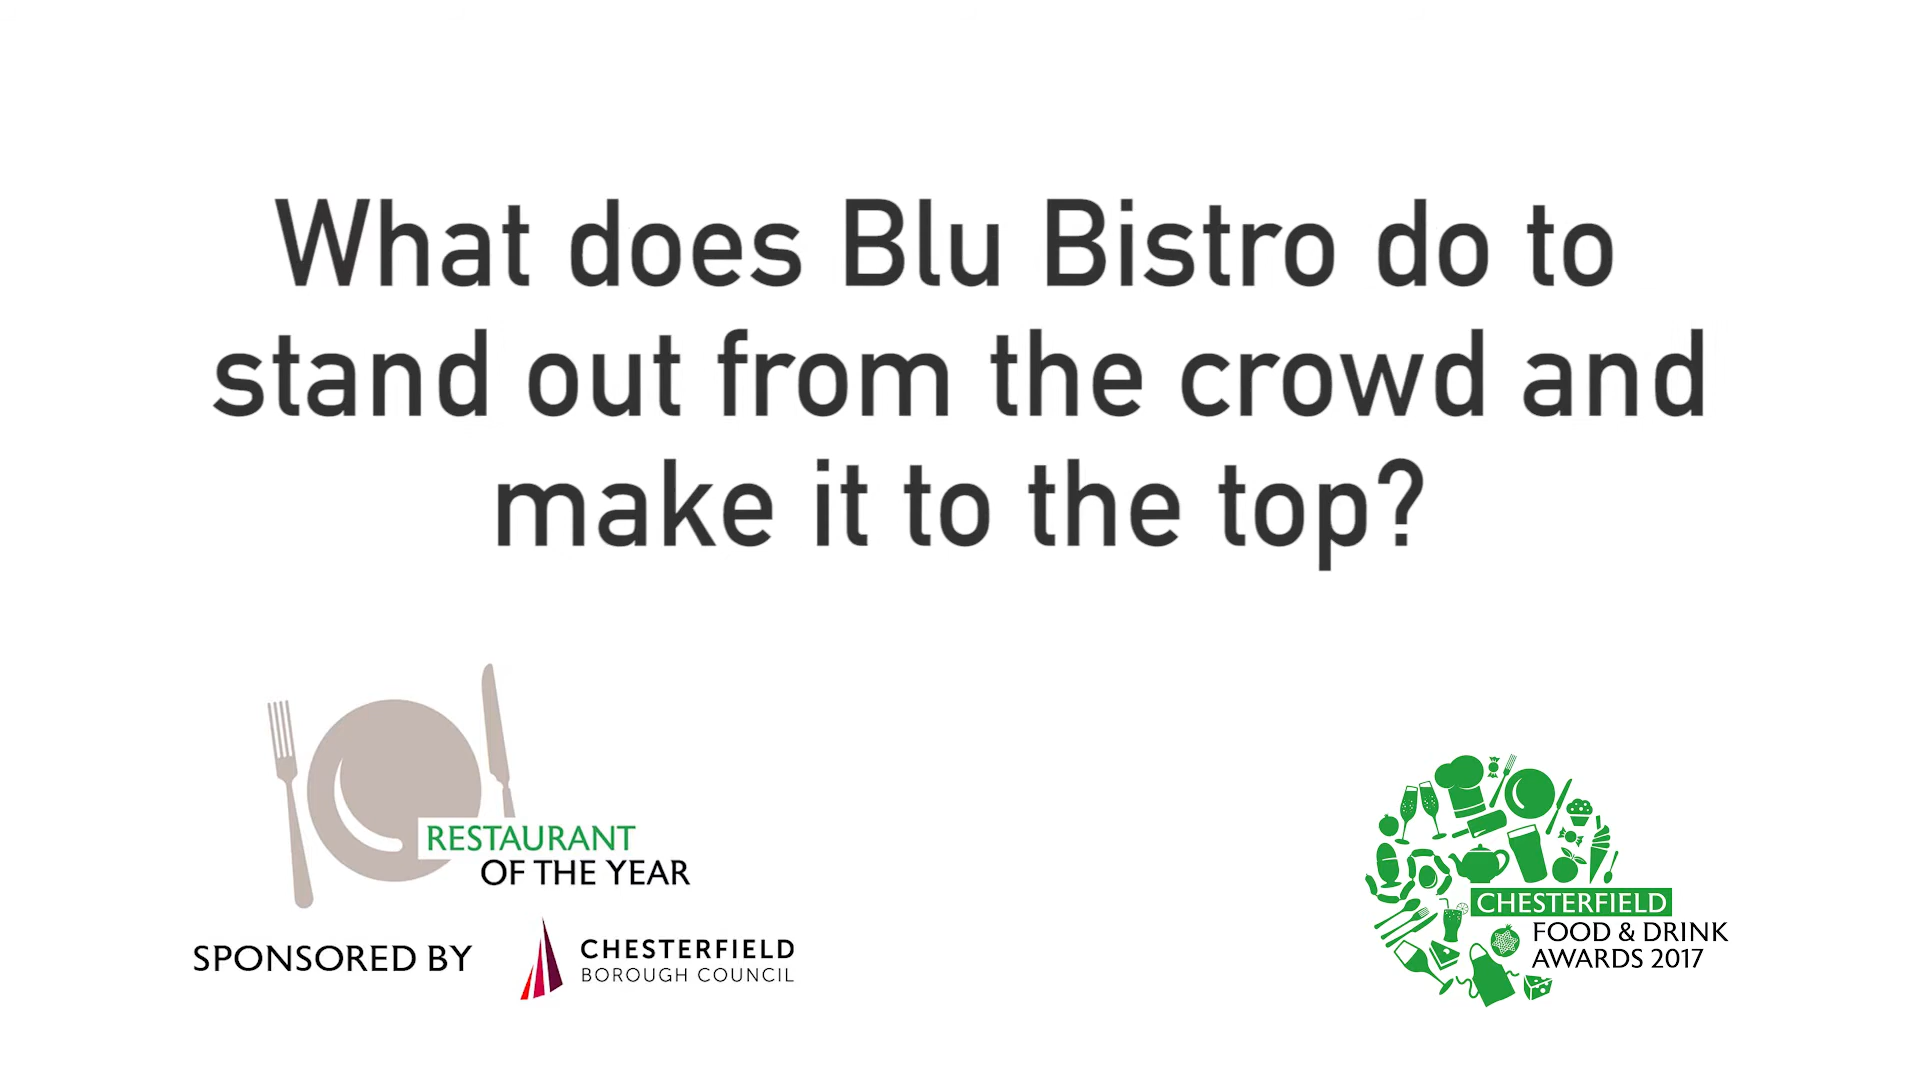 What does Blu Bistro do to
stand out from the crowd and
make it to the top?
RESTAURANT
OF THE YEAR
SPONSORED BY
CHESTERFIELD
BOROUGH COUNCIL
CHESTERFIELD
FOOD & DRINK
AWARDS 2017